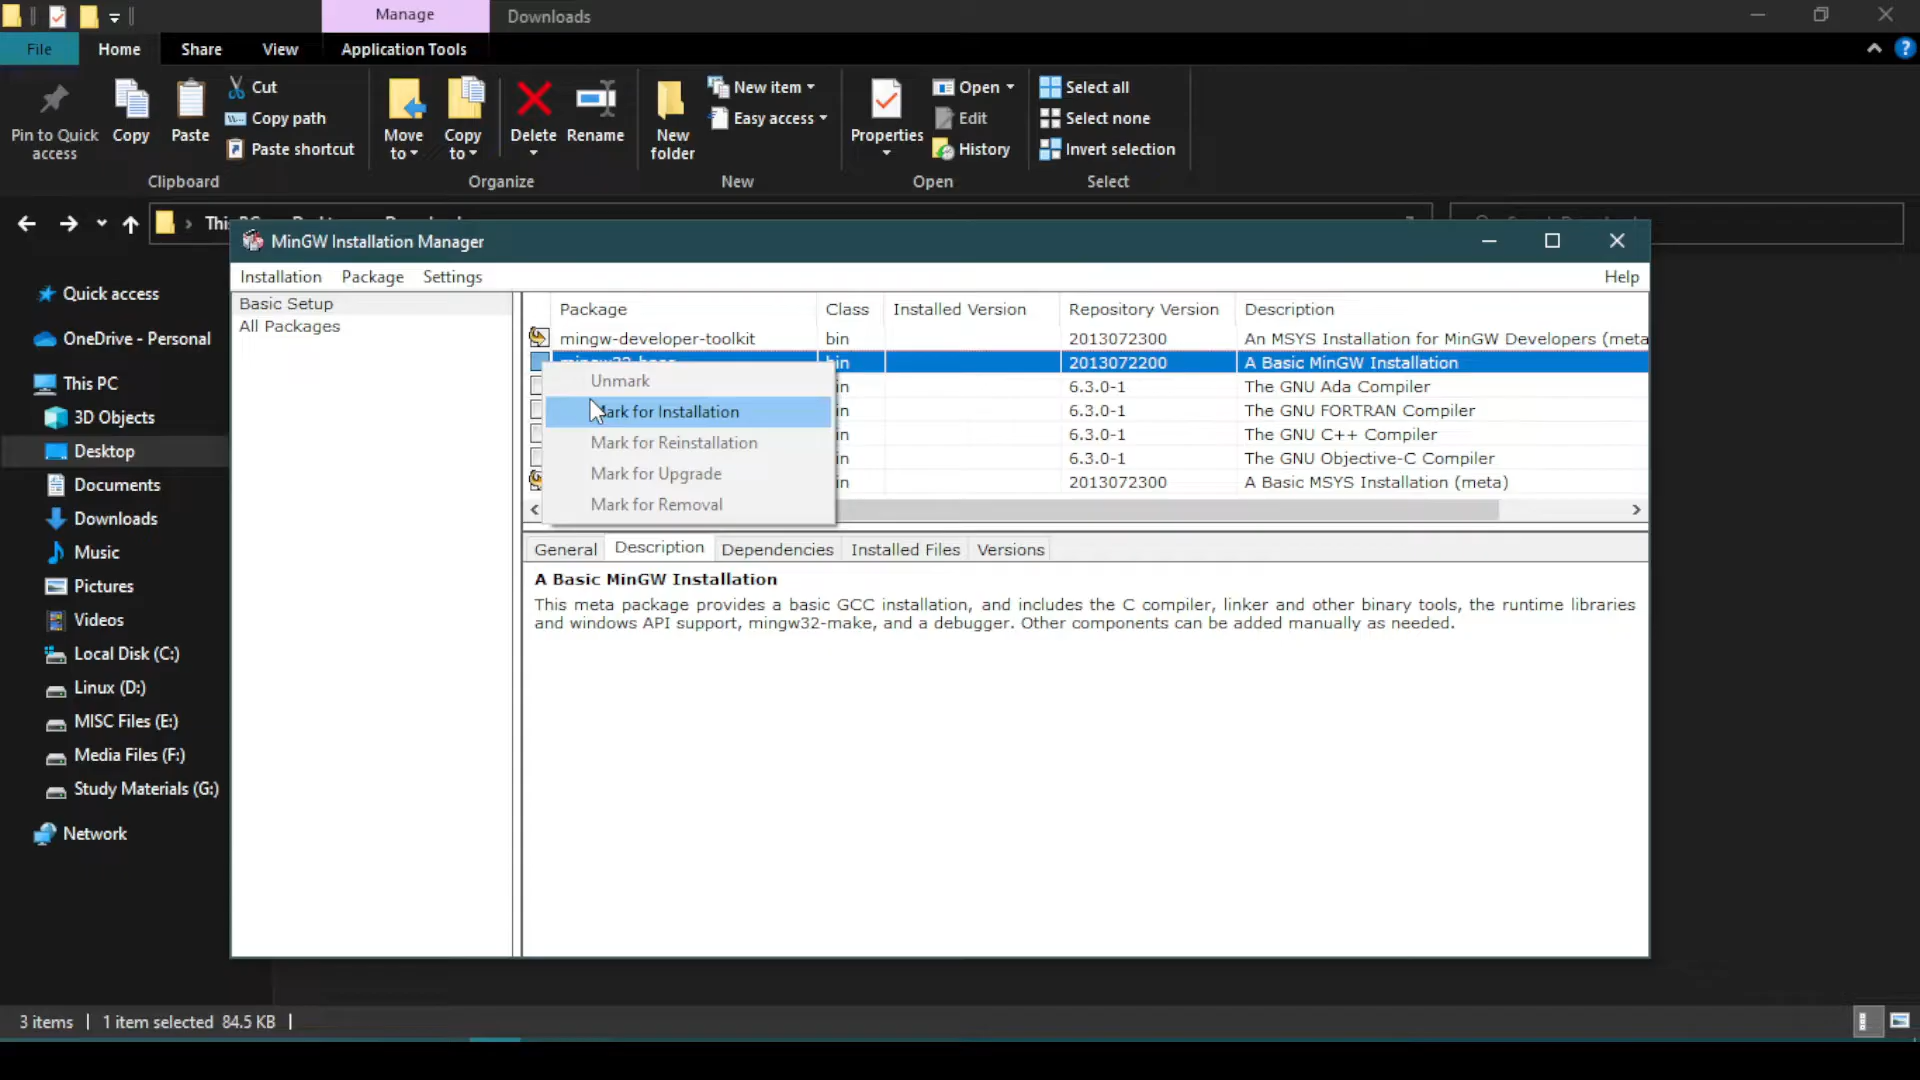 Manage
Downloads
File
Home
Share
View
Application Tools
Pin to Quick
access
Copy
Paste
Cut
Copy path
Paste shortcut
Clipboard
Move
to
Copy
to
Delete
Rename
Organize
New
folder
New item
Easy access
New
Properties
Open
Edit
History
Open
Select all
Select none
Invert selection
Select
MinGW Installation Manager
Installation Package Settings Help
Basic Setup
All Packages
Package Class Installed Version Repository Version Description
mingw-developer-toolkit bin 2013072300 An MSYS Installation for MinGW Developers (meta
bin 2013072200 A Basic MinGW Installation
6.3.0-1 The GNU Ada Compiler
6.3.0-1 The GNU FORTRAN Compiler
6.3.0-1 The GNU C++ Compiler
6.3.0-1 The GNU Objective-C Compiler
2013072300 A Basic MSYS Installation (meta)
Unmark
Mark for Installation
Mark for Reinstallation
Mark for Upgrade
Mark for Removal
General Description Dependencies Installed Files Versions
A Basic MinGW Installation
This meta package provides a basic GCC installation, and includes the C compiler, linker and other binary tools, the runtime libraries
and windows API support, mingw32-make, and a debugger. Other components can be added manually as needed.
Quick access
OneDrive - Personal
This PC
3D Objects
Desktop
Documents
Downloads
Music
Pictures
Videos
Local Disk (C:)
Linux (D:)
MISC Files (E:)
Media Files (F:)
Study Materials (G:)
Network
3 items
1 item selected 84.5 KB